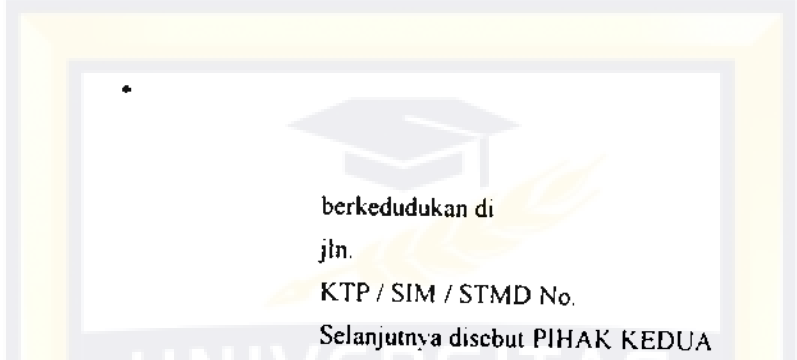 berkedudukan di
jln.
KTP / SIM / STMD No.
Selanjutnya disebut PIHAK KEDUA